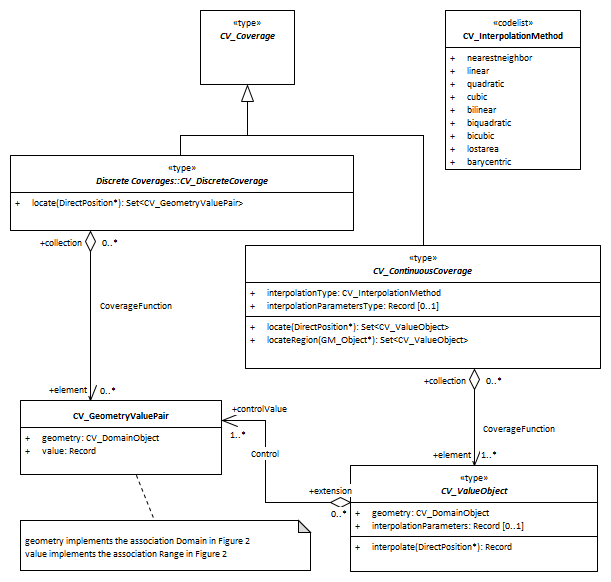 «type»
CV_Coverage
«codelist»
CV_InterpolationMethod
+ nearestneighbor
+ linear
+ quadratic
+ cubic
+ bilinear
+ biquadratic
+ bicubic
+ lostarea
+ barycentric
«type»
Discrete Coverages::CV_DiscreteCoverage
+ locate(DirectPosition*): Set<CV_GeometryValuePair>
+collection 0..*
CoverageFunction
+element 0..*
«type»
CV_ContinuousCoverage
+ interpolationType: CV_InterpolationMethod
+ interpolationParametersType: Record [0..1]
+ locate(DirectPosition*): Set<CV_ValueObject>
+ locateRegion(GM_Object*): Set<CV_ValueObject>
+collection 0..*
CoverageFunction
+element 1..*
CV_GeometryValuePair
+ geometry: CV_DomainObject
+ value: Record
+controlValue
1..*
Control
+extension
0..*
«type»
CV_ValueObject
+ geometry: CV_DomainObject
+ interpolationParameters: Record [0..1]
+ interpolate(DirectPosition*): Record
geometry implements the association Domain in Figure 2
value implements the association Range in Figure 2